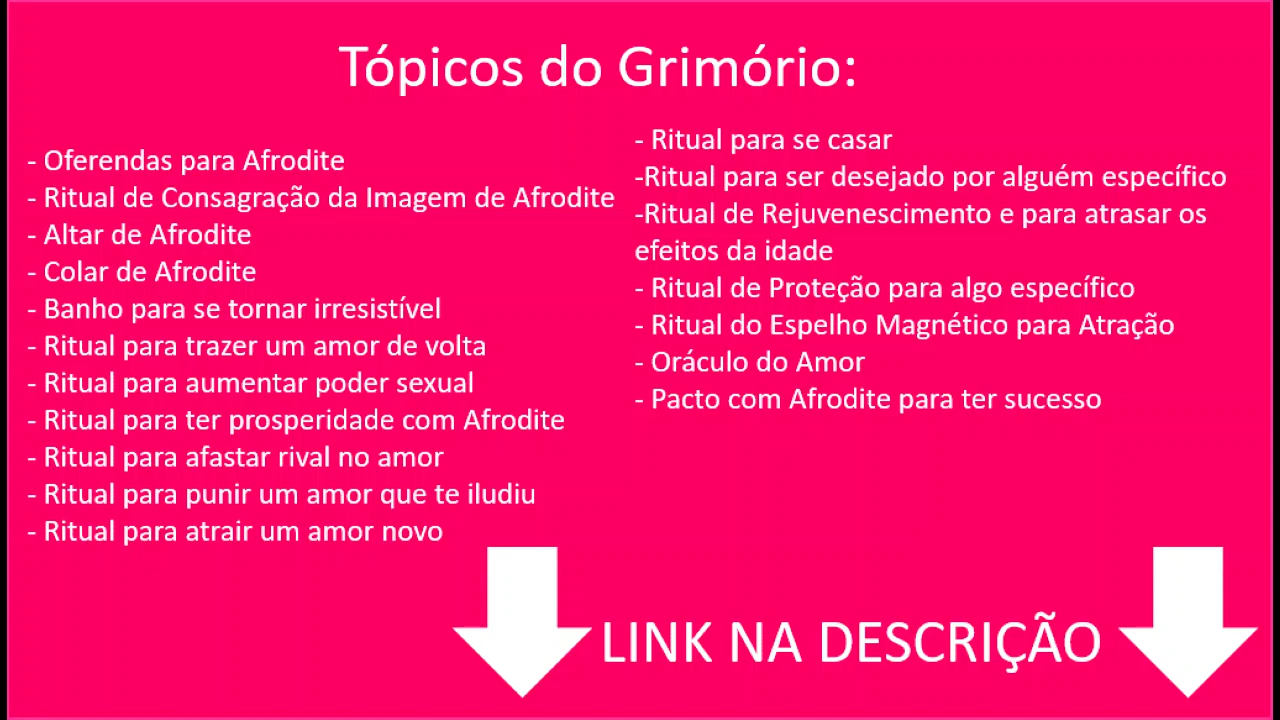 Tópicos do Grimório:
- Oferendas para Afrodite
- Ritual de Consagração da Imagem de Afrodite
- Altar de Afrodite
- Colar de Afrodite
- Banho para se tornar irresistível
- Ritual para trazer um amor de volta
- Ritual para aumentar poder sexual
- Ritual para ter prosperidade com Afrodite
- Ritual para afastar rival no amor
- Ritual para punir um amor que te iludiu
- Ritual para atrair um amor novo
- Ritual para se casar
-Ritual para ser desejado por alguém específico
-Ritual de Rejuvenescimento e para atrasar os
efeitos da idade
- Ritual de Proteção para algo específico
- Ritual do Espelho Magnético para Atração
- Oráculo do Amor
- Pacto com Afrodite para ter sucesso
LINK NA DESCRIÇÃO